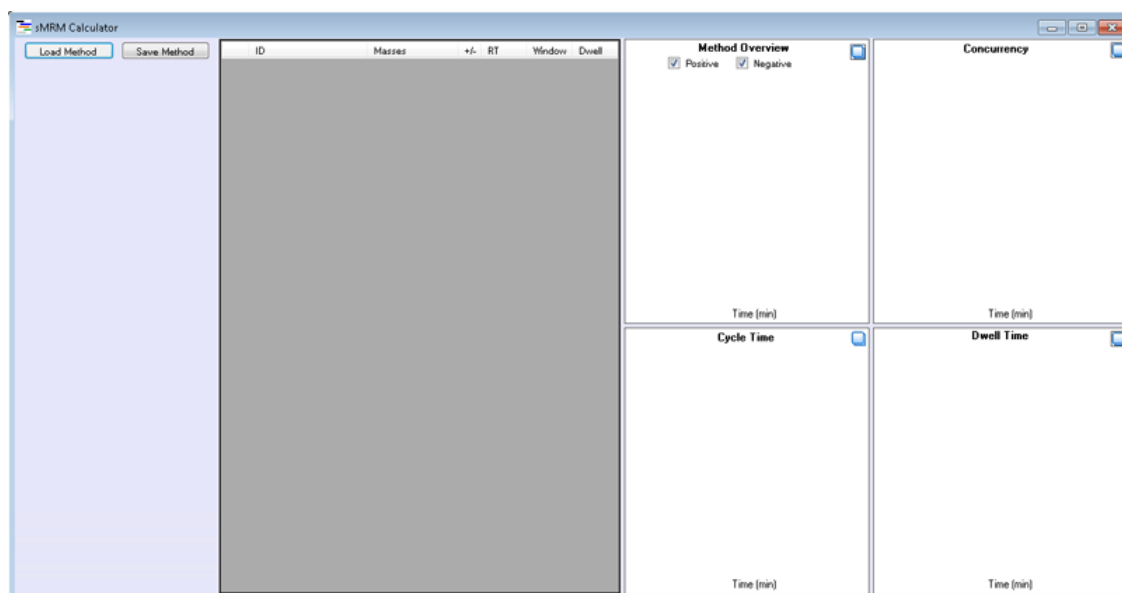 sMRM Calculator
Load Method Save Method
ID Masses +/- RT Window Dwell
Method Overview
Positive Negative
Time (min)
Concurrency
Time (min)
Cycle Time
Time (min)
Dwell Time
Time (min)